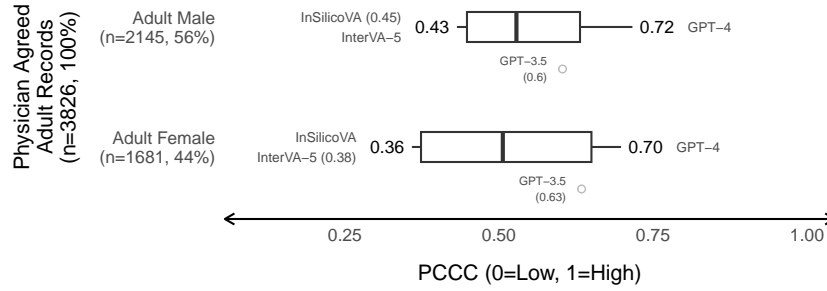 Physician Agreed
Adult Records
(n=3826, 100%)
Adult Male
(n=2145, 56%)
InSilicoVA (0.45)
InterVA−5
0.43
0.72
GPT−4
GPT−3.5
(0.6)
Adult Female
(n=1681, 44%)
InSilicoVA
InterVA−5 (0.38)
0.36
0.70
GPT−4
GPT−3.5
(0.63)
0.25 0.50 0.75 1.00
PCCC (0=Low, 1=High)